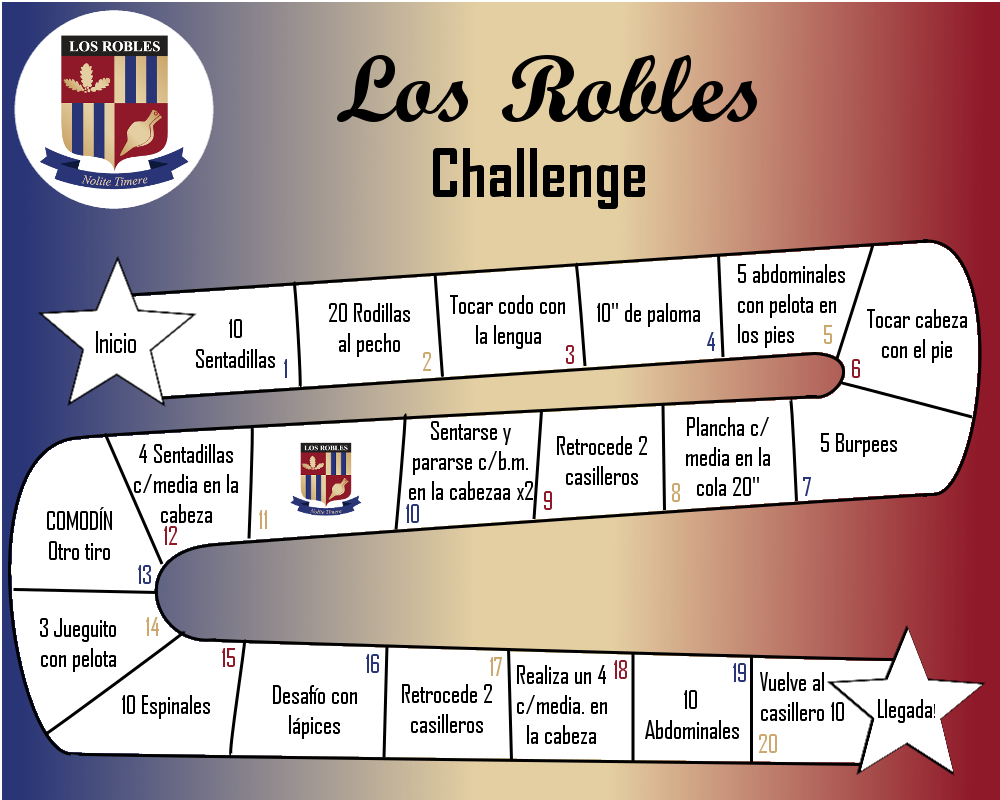 LOS ROBLES
Nolite Timere
Los Robles
Challenge
Inicio
10
Sentadillas
1
20 Rodillas
al pecho
2
Tocar codo con
la lengua
3
10" de paloma
4
5 abdominales
con pelota en
los pies
5
Tocar cabeza
con el pie
6
5 Burpees
7
Plancha c/
media en la
cola 20"
8
Retrocede 2
casilleros
9
Sentarse y
pararse c/b.m.
en la cabezaa x2
10
LOS ROBLES
Nolite Timere
11
4 Sentadillas
c/media en la
cabeza
12
COMODÍN
Otro tiro
13
3 Jueguito
con pelota
14
10 Espinales
15
Desafío con
lápices
16
Retrocede 2
casilleros
17
Realiza un 4
c/media. en
la cabeza
18
10
Abdominales
19
Vuelve al
casillero 10
20
Llegada!